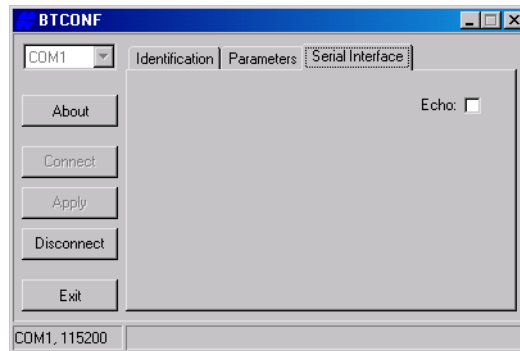 BTCONF
COM1
Identification
Parameters
Serial Interface
About
Echo:
Connect
Apply
Disconnect
Exit
COM1, 115200